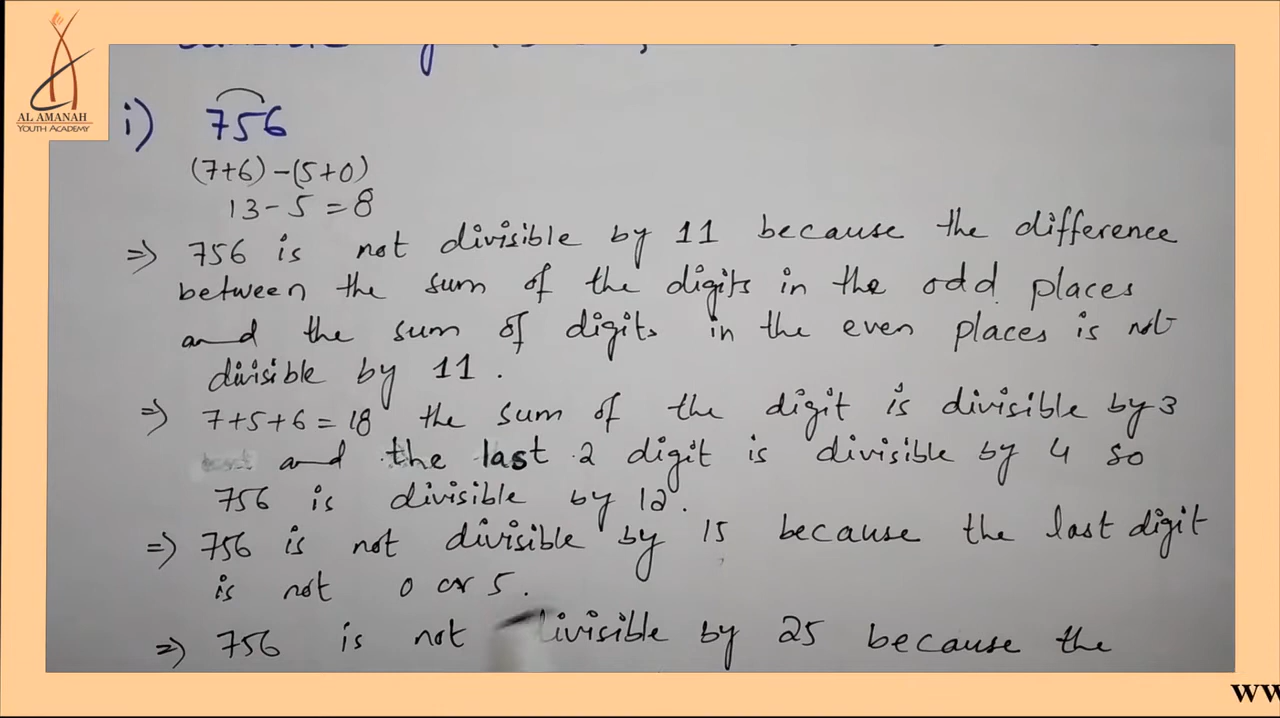 AL AMANAH
YOUTH ACADEMY
i) 756
(7+6)-(5+0)
13-5=8
⇒ 756 is not divisible by 11 because the difference
between the sum of the digits in the odd places
and the sum of digits in the even places is not
divisible by 11.
⇒ 7+5+6=18 the sum of the digit is divisible by 3
and the last 2 digit is divisible by 4 so
756 is divisible by 12.
⇒ 756 is not divisible by 15 because the last digit
is not 0 or 5.
⇒ 756 is not divisible by 25 because the
ww